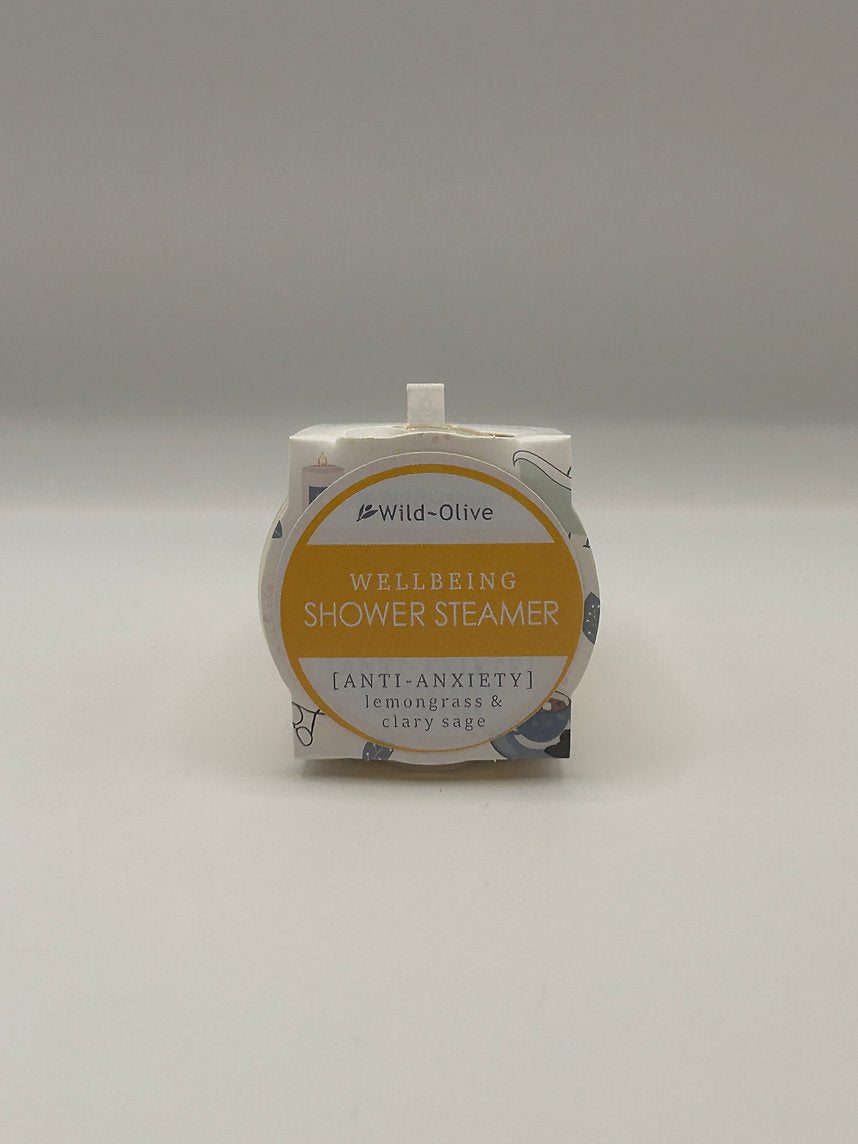 Wild~Olive
WELLBEING
SHOWER STEAMER
[ANTI-ANXIETY]
lemongrass &
clary sage